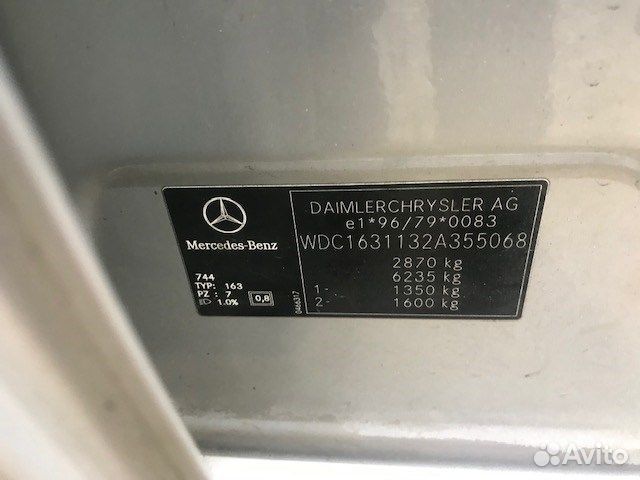 Mercedes-Benz
744
TYP: 163
PZ : 7
1.0% 0,8
046317
DAIMLERCHRYSLER AG
e1*96/79*0083
WDC1631132A355068
2870 kg
6235 kg
1- 1350 kg
2- 1600 kg
Avito